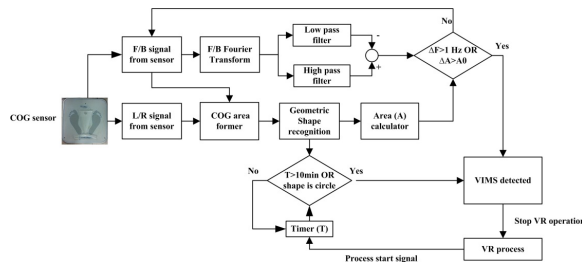 No
Low pass
filter
F/B signal
from sensor
F/B Fourier
Transform
-
+
ΔF>1 Hz OR
ΔA>A0
Yes
High pass
filter
COG sensor
L/R signal
from sensor
COG area
former
Geometric
Shape
recognition
Area (A)
calculator
No
T>10min OR
shape is circle
Yes
VIMS detected
Timer (T)
Stop VR operation
Process start signal
VR process